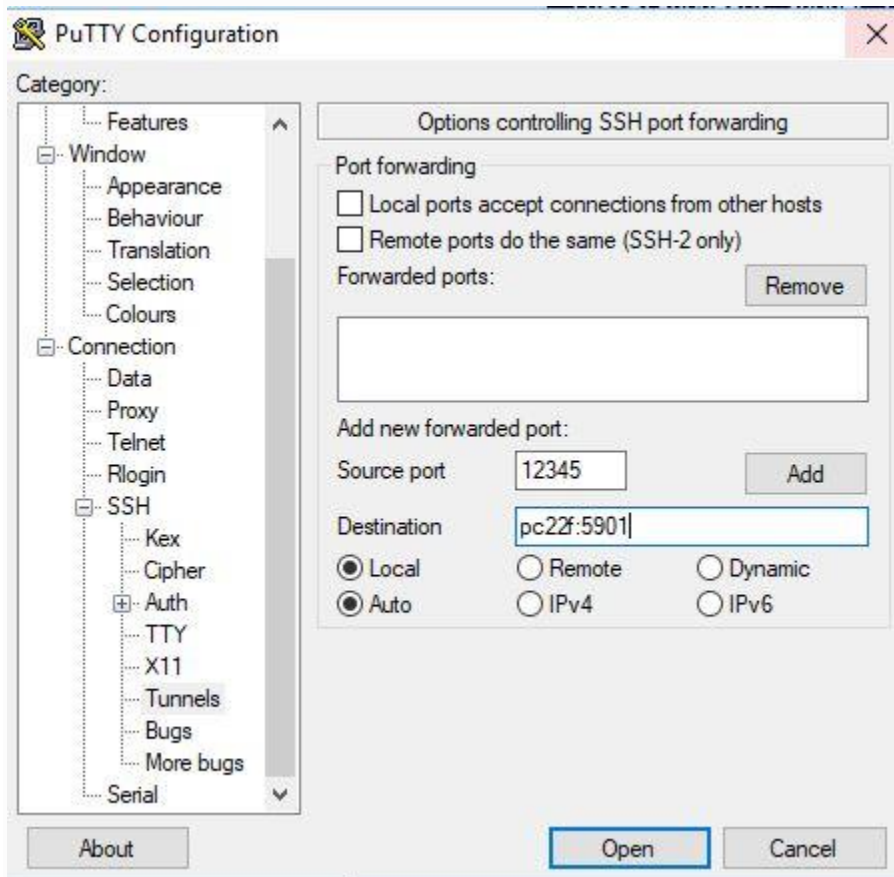 PuTTY Configuration
Category:
Features
Window
Appearance
Behaviour
Translation
Selection
Colours
Connection
Data
Proxy
Telnet
Rlogin
SSH
Kex
Cipher
Auth
TTY
X11
Tunnels
Bugs
More bugs
Serial
Options controlling SSH port forwarding
Port forwarding
Local ports accept connections from other hosts
Remote ports do the same (SSH-2 only)
Forwarded ports: Remove
Add new forwarded port:
Source port 12345 Add
Destination pc22f:5901
Local Remote Dynamic
Auto IPv4 IPv6
About Open Cancel